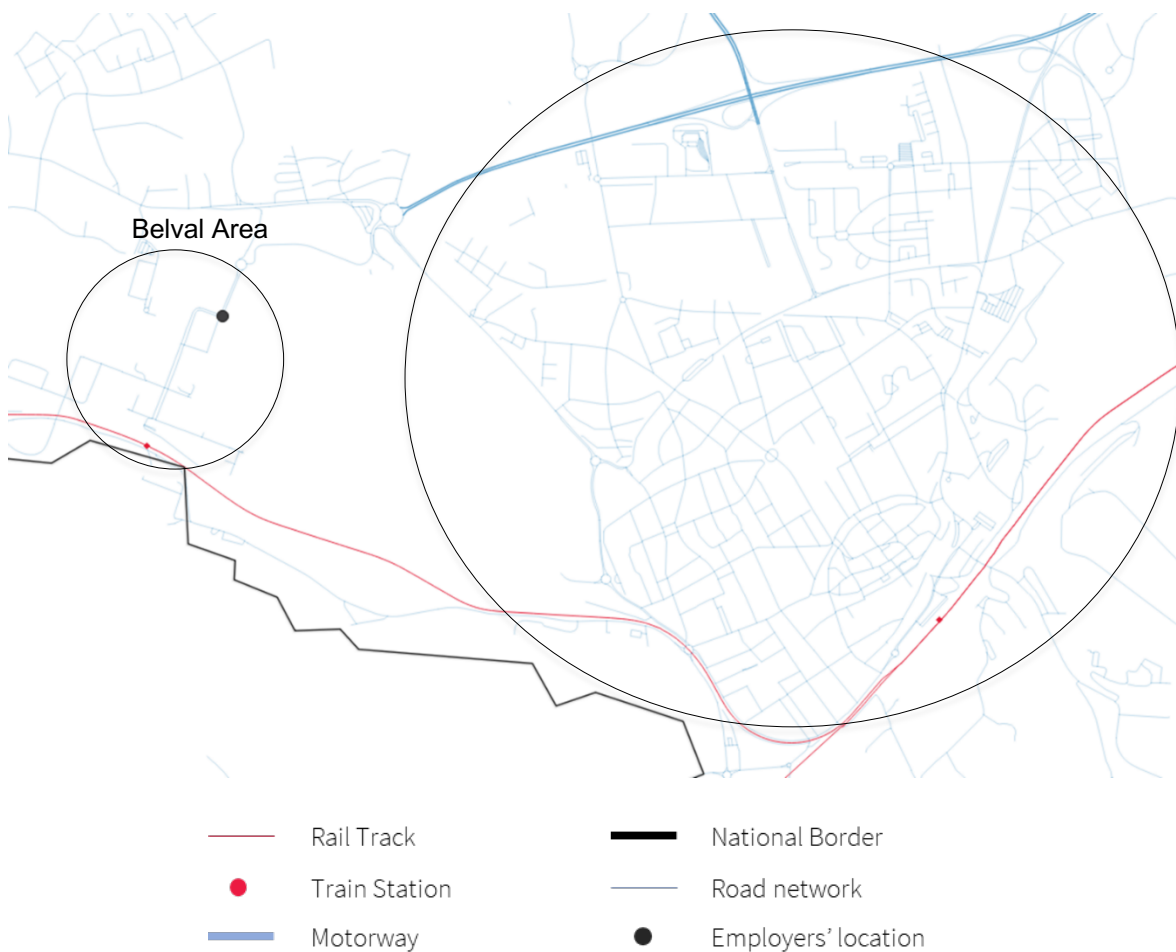 Belval Area
Rail Track
National Border
Train Station
Road network
Motorway
Employers' location